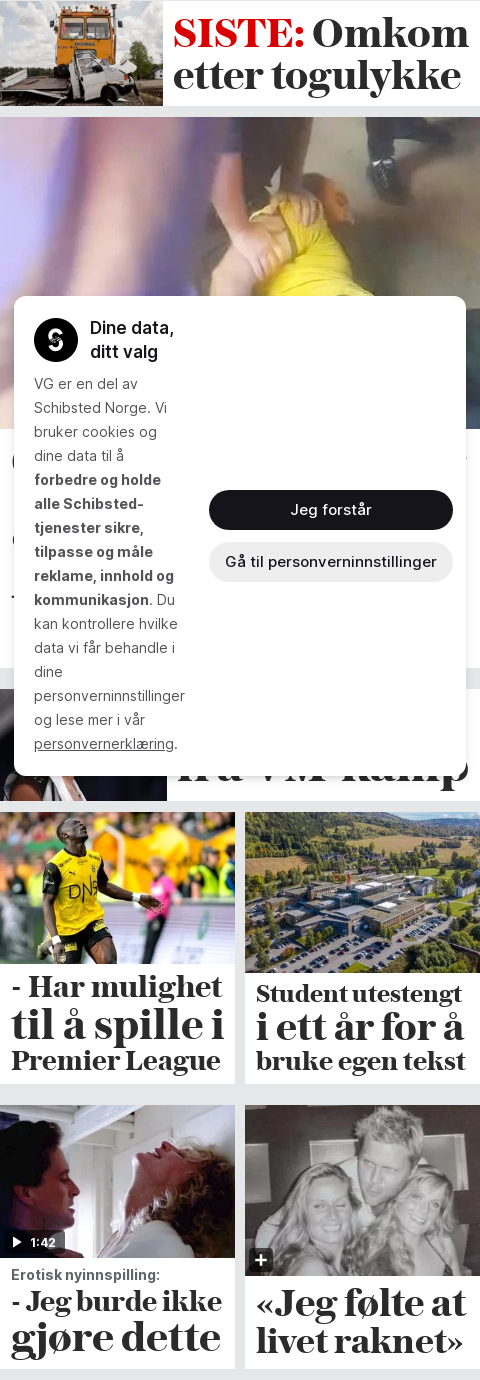 SISTE: Omkom
etter togulykke
Dine data,
ditt valg
VG er en del av
Schibsted Norge. Vi
bruker cookies og
dine data til å
forbedre og holde
alle Schibsted-
tjenester sikre,
tilpasse og måle
reklame, innhold og
kommunikasjon. Du
kan kontrollere hvilke
data vi får behandle i
dine
personverninnstillinger
og lese mer i vår
personvernerklæring.
Jeg forstår
Gå til personverninnstillinger
fra VM-kamp
DNB
- Har mulighet
til å spille i
Premier League
Student utestengt
i ett år for å
bruke egen tekst
1:42
Erotisk nyinnspilling:
- Jeg burde ikke
gjøre dette
«Jeg følte at
livet raknet»